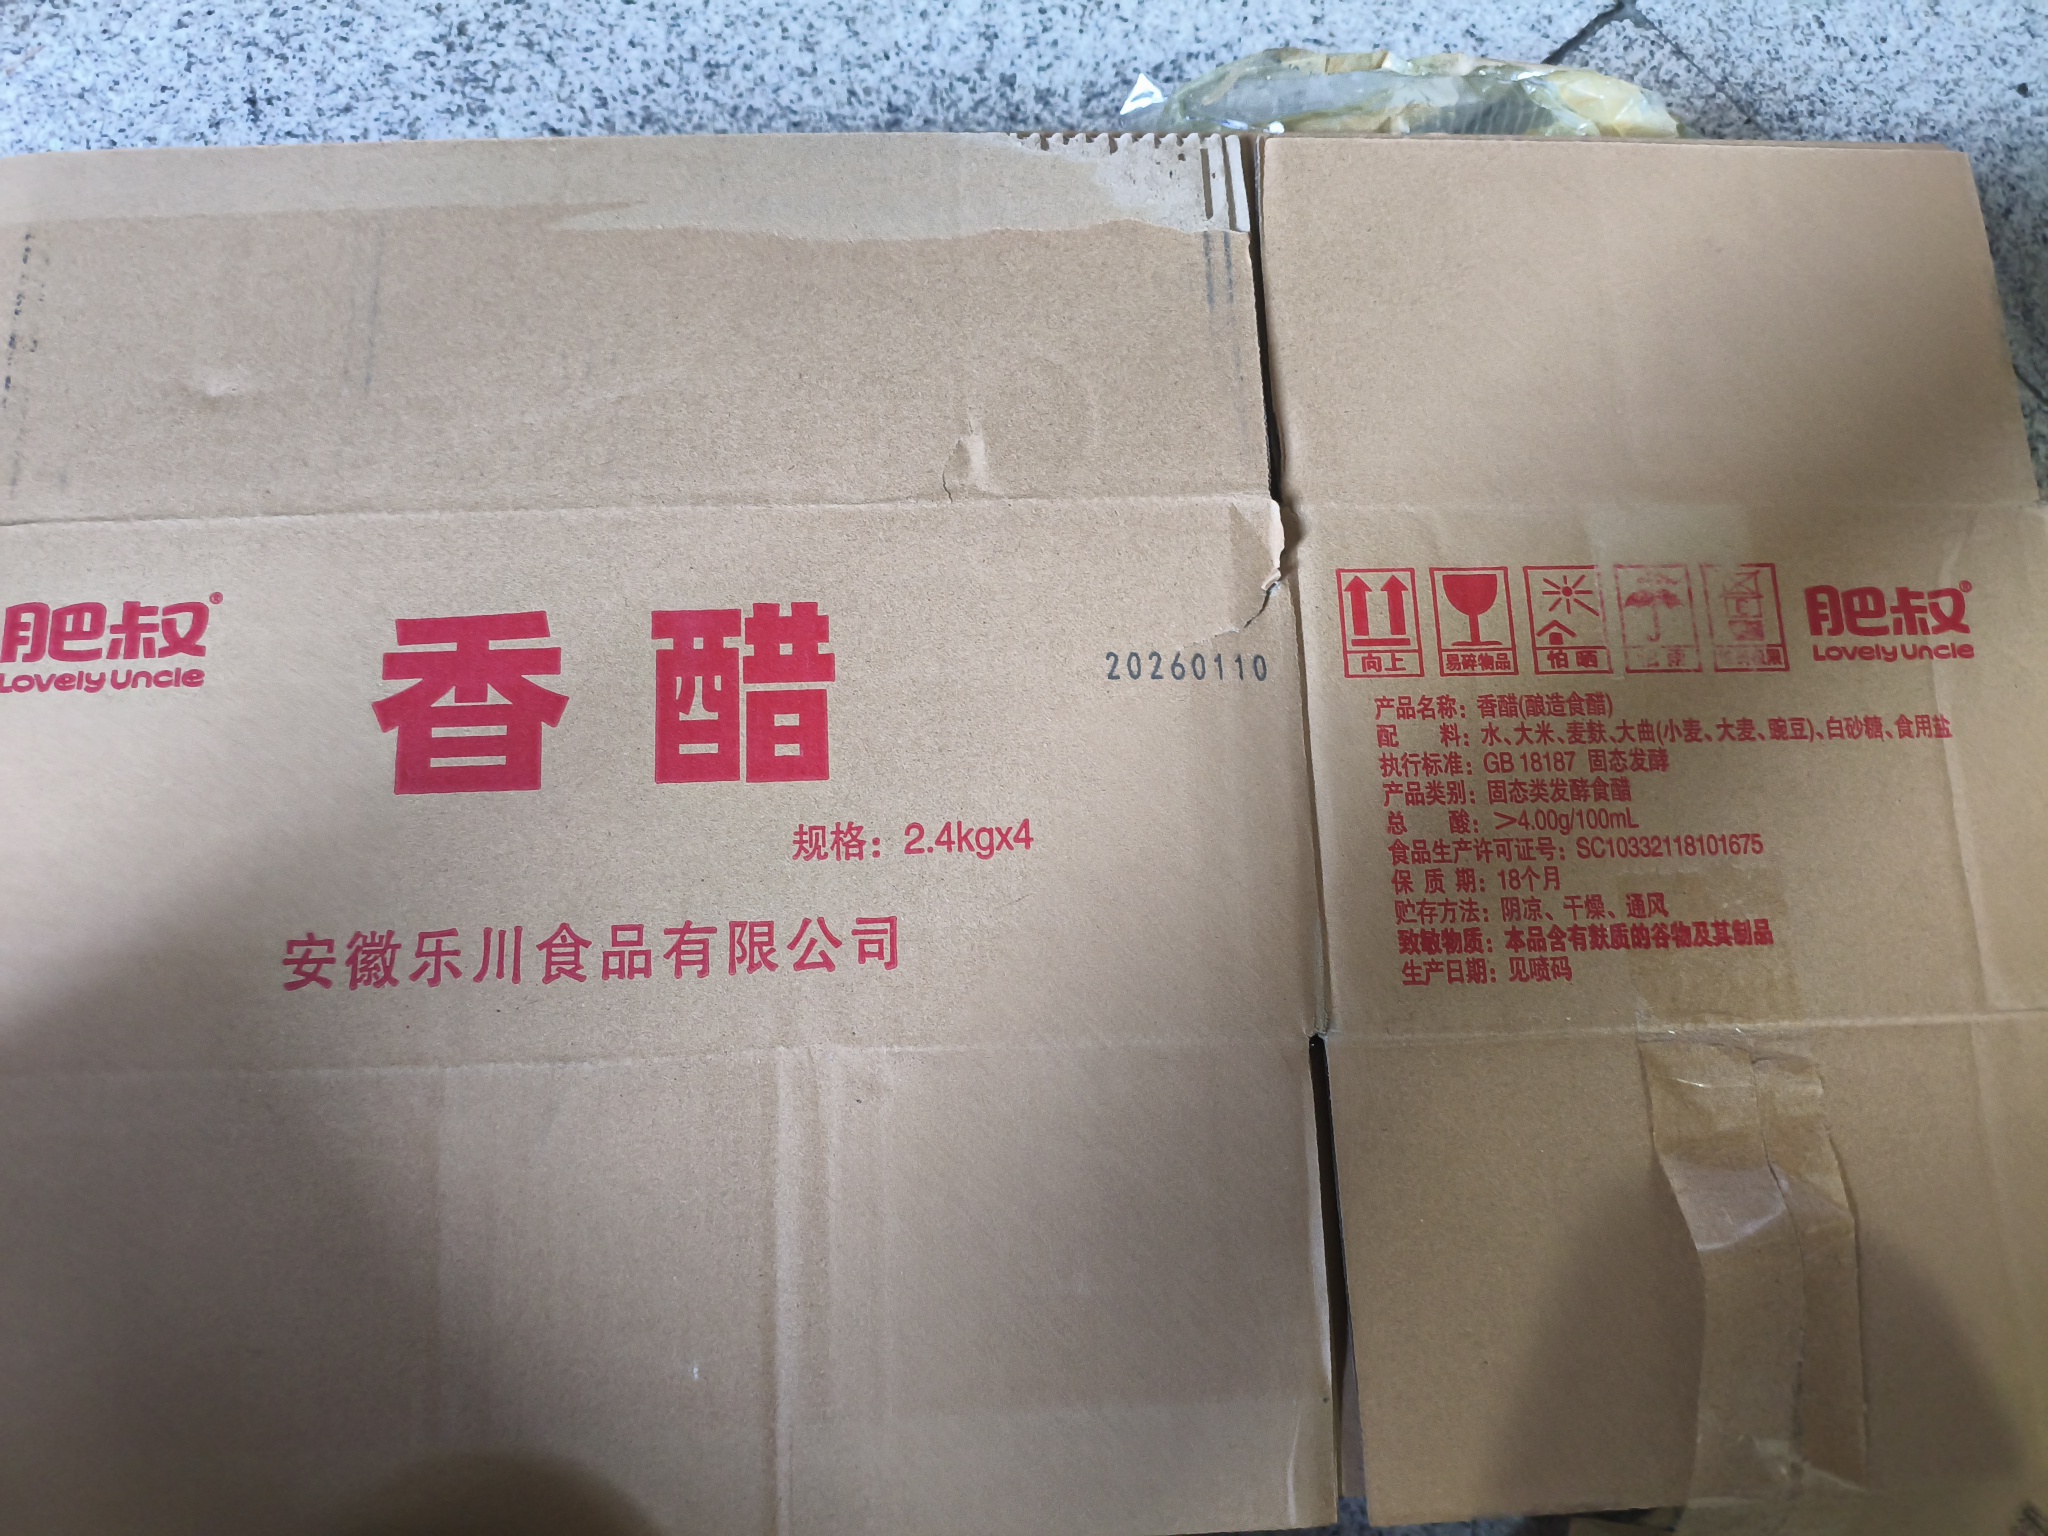 肥叔®
Lovely Uncle
香醋
20260110
规格：2.4kgx4
安徽乐川食品有限公司
向上
易碎物品
怕晒
怕雨
肥叔®
Lovely Uncle
产品名称：香醋(酿造食醋)
配料：水、大米、麦麸、大曲(小麦、大麦、豌豆)、白砂糖、食用盐
执行标准：GB 18187 固态发酵
产品类别：固态类发酵食醋
总酸：≥4.00g/100mL
食品生产许可证号：SC10332118101675
保质期：18个月
贮存方法：阴凉、干燥、通风
致敏物质：本品含有麸质的谷物及其制品
生产日期：见喷码